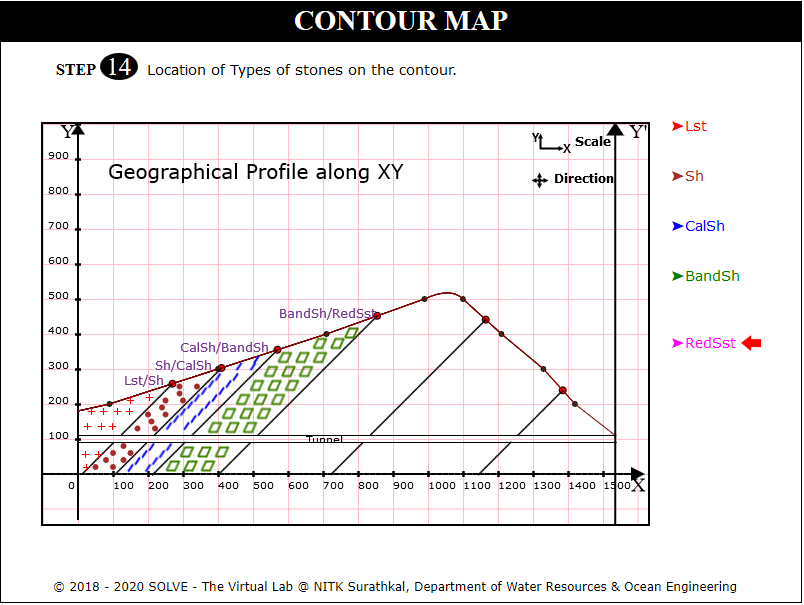 CONTOUR MAP
STEP 14 Location of Types of stones on the contour.
Y
Y'
Y
X
Scale
Direction
Geographical Profile along XY
900
800
700
600
500
400
300
200
100
BandSh/RedSst
CalSh/BandSh
Sh/CalSh
Lst/Sh
Tunnel
0 100 200 300 400 500 600 700 800 900 1000 1100 1200 1300 1400 1500 X
Lst
Sh
CalSh
BandSh
RedSst
© 2018 - 2020 SOLVE - The Virtual Lab @ NITK Surathkal, Department of Water Resources & Ocean Engineering